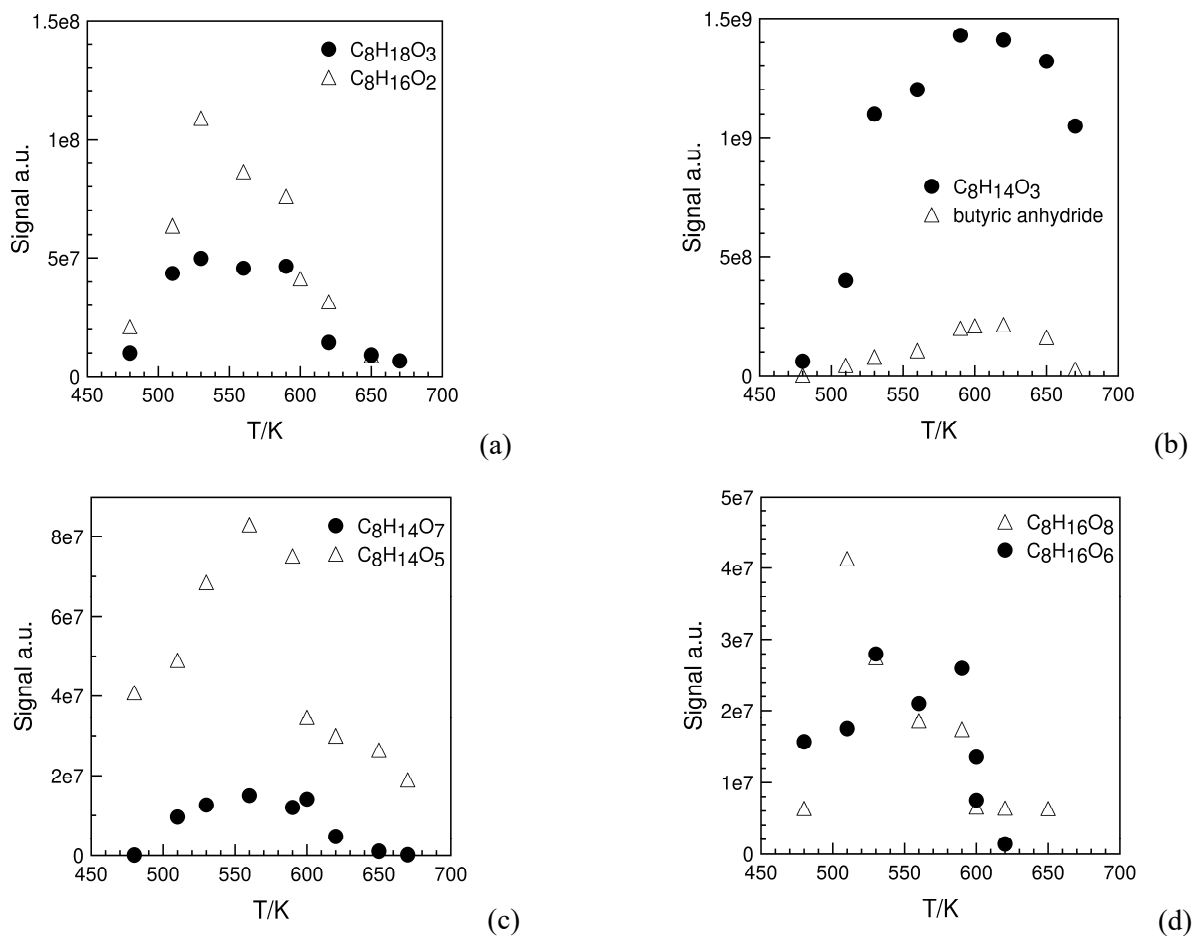 1.5e8
1e8
5e7
0
Signal a.u.
C8H18O3
C8H16O2
450 500 550 600 650 700
T/K
(a)
1.5e9
1e9
5e8
0
Signal a.u.
C8H14O3
butyric anhydride
450 500 550 600 650 700
T/K
(b)
8e7
6e7
4e7
2e7
0
Signal a.u.
C8H14O7
C8H14O5
450 500 550 600 650 700
T/K
(c)
5e7
4e7
3e7
2e7
1e7
0
Signal a.u.
C8H16O8
C8H16O6
450 500 550 600 650 700
T/K
(d)